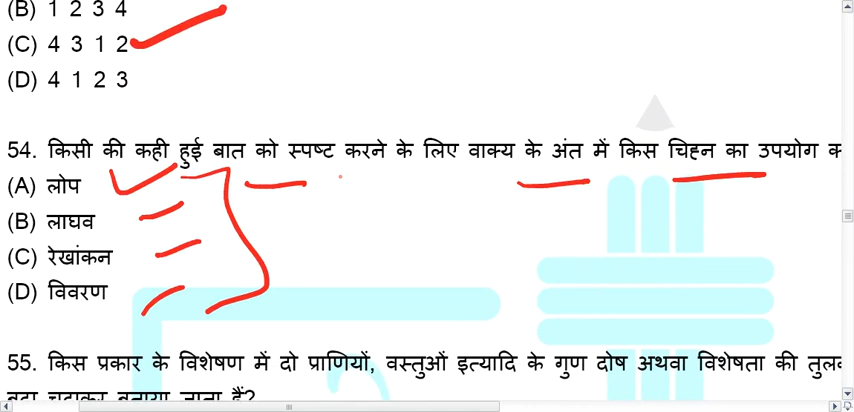 (B) 1 2 3 4
(C) 4 3 1 2
(D) 4 1 2 3
54. किसी की कही हुई बात को स्पष्ट करने के लिए वाक्य के अंत में किस चिह्न का उपयोग
(A) लोप
(B) लाघव
(C) रेखांकन
(D) विवरण
55. किस प्रकार के विशेषण में दो प्राणियों, वस्तुओं इत्यादि के गुण दोष अथवा विशेषता की